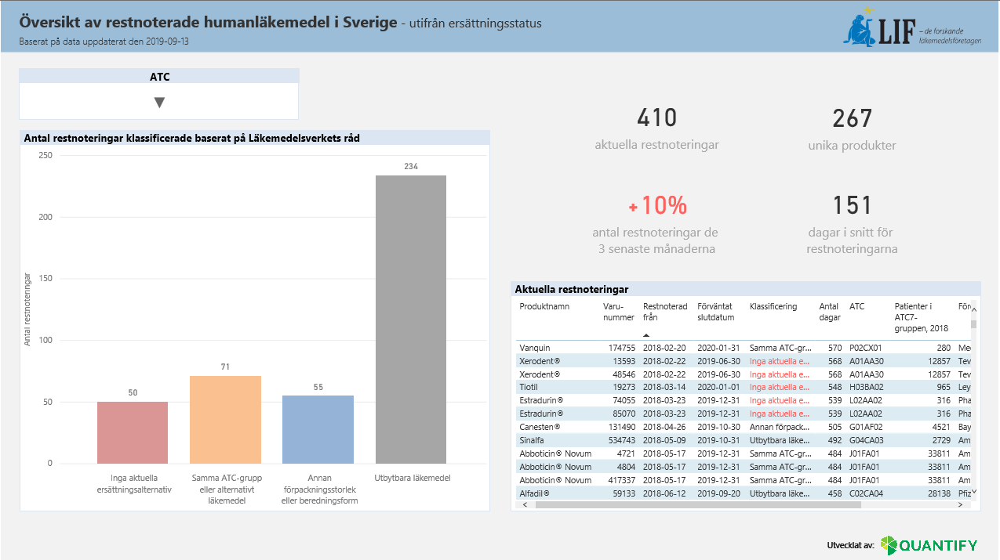 Översikt av restnoterade humanläkemedel i Sverige - utifrån ersättningsstatus
Baserat på data uppdaterat den 2019-09-13
LIF – de forskande
läkemedelsföretagen
ATC
Antal restnoteringar klassificerade baserat på Läkemedelsverkets råd
Antal restnoteringar
250
200
150
100
50
0
50
71
55
234
Inga aktuella
ersättningsalternativ
Samma ATC-grupp
eller alternativt
läkemedel
Annan
förpackningsstorlek
eller beredningsform
Utbytbara läkemedel
410
aktuella restnoteringar
267
unika produkter
+10%
antal restnoteringar de
3 senaste månaderna
151
dagar i snitt för
restnoteringarna
Aktuella restnoteringar
Produktnamn Varu-nummer Restnoterad från Förväntat slutdatum Klassificering Antal dagar ATC Patienter i ATC7-gruppen, 2018 För
Vanquin 174755 2018-02-20 2020-01-31 Samma ATC-gr... 570 P02CX01 280 Me
Xerodent® 13593 2018-02-22 2019-06-30 Inga aktuella e... 568 A01AA30 12857 Tev
Xerodent® 48546 2018-02-22 2019-06-30 Inga aktuella e... 568 A01AA30 12857 Tev
Tiotil 19273 2018-03-14 2020-01-01 Inga aktuella e... 548 H03BA02 965 Ley
Estradurin® 74055 2018-03-23 2019-12-31 Inga aktuella e... 539 L02AA02 316 Pha
Estradurin® 85070 2018-03-23 2019-12-31 Inga aktuella e... 539 L02AA02 316 Pha
Canesten® 131490 2018-04-26 2019-10-30 Annan förpack... 505 G01AF02 4521 Bay
Sinalfa 534743 2018-05-09 2019-10-31 Utbytbara läke... 492 G04CA03 2729 Am
Abboticin® Novum 4721 2018-05-17 2019-12-31 Samma ATC-gr... 484 J01FA01 33811 Am
Abboticin® Novum 4804 2018-05-17 2019-12-31 Samma ATC-gr... 484 J01FA01 33811 Am
Abboticin® Novum 417337 2018-05-17 2019-12-31 Samma ATC-gr... 484 J01FA01 33811 Am
Alfadil® 59133 2018-06-12 2019-09-20 Utbytbara läke... 458 C02CA04 28138 Pfiz
Utvecklat av: QUANTIFY